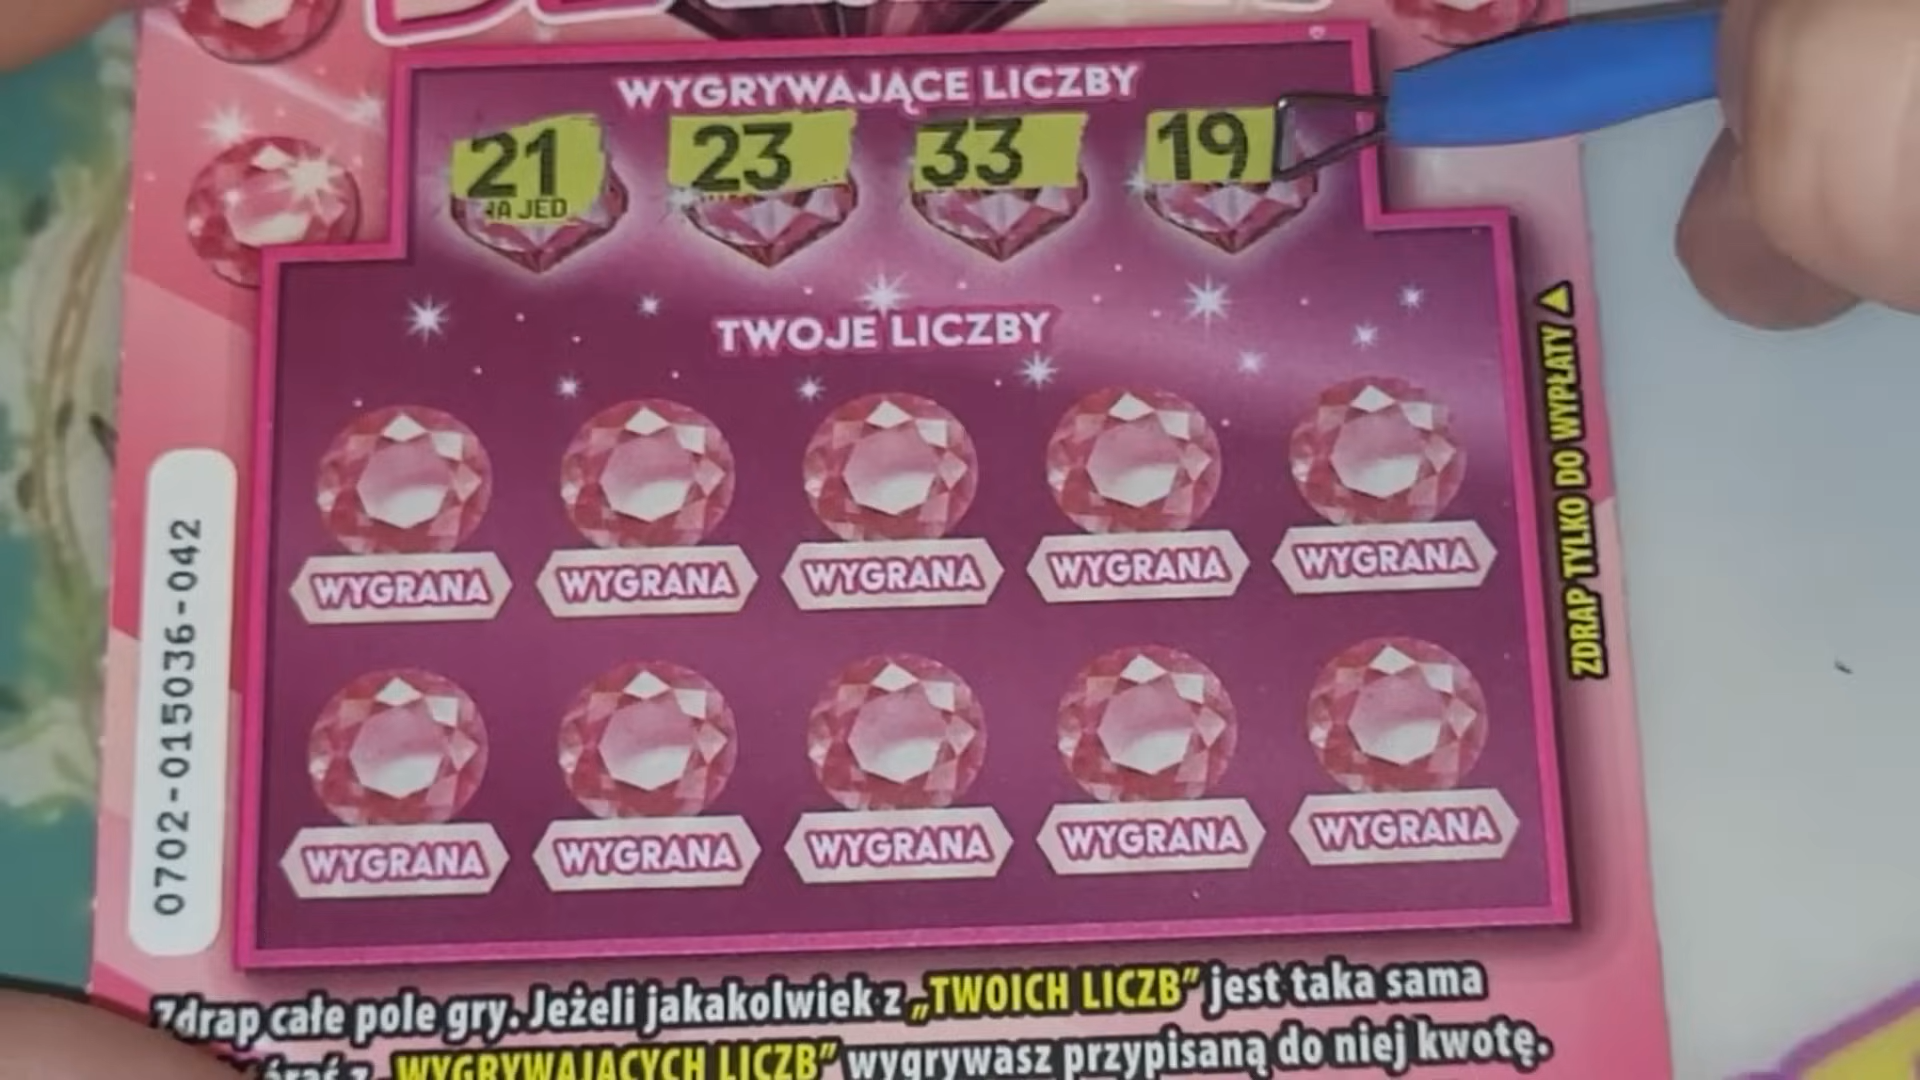 WYGRYWAJĄCE LICZBY
21 23 33 19
JED
TWOJE LICZBY
WYGRANA WYGRANA WYGRANA WYGRANA WYGRANA
WYGRANA WYGRANA WYGRANA WYGRANA WYGRANA
ZDRAP TYLKO DO WYPŁATY
0702-015036-042
Zdrap całe pole gry. Jeżeli jakakolwiek z „TWOICH LICZB” jest taka sama
z „WYGRYWAJĄCYCH LICZB” wygrywasz przypisaną do niej kwotę.